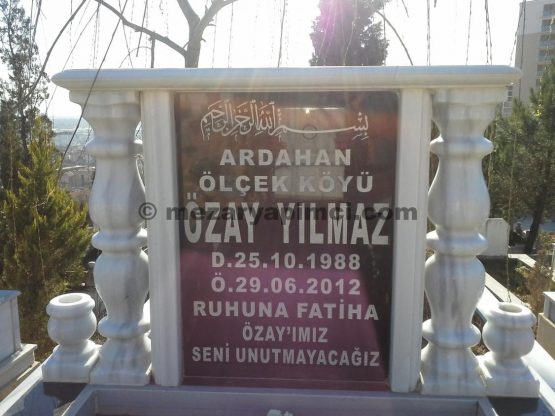 بسم الله الرحمن الرحيم
ARDAHAN
ÖLÇEK KÖYÜ
© mezaryapimci.com
ÖZAY YILMAZ
D.25.10.1988
Ö.29.06.2012
RUHUNA FATİHA
ÖZAY'IMIZ
SENİ UNUTMAYACAĞIZ